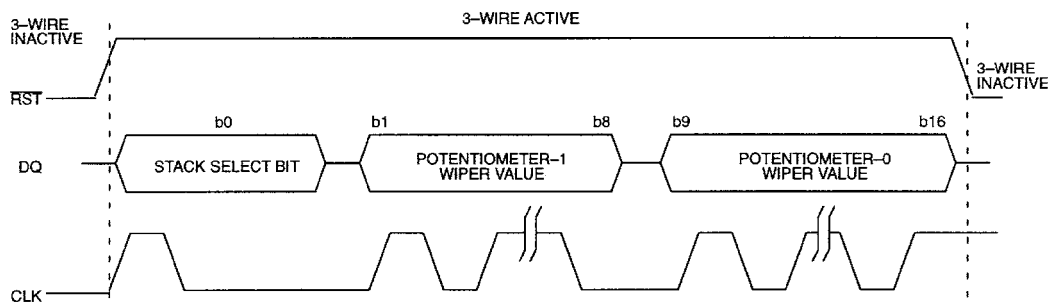 3–WIRE
INACTIVE
3–WIRE ACTIVE
3–WIRE
INACTIVE
RST
b0
b1
b8
b9
b16
DQ
STACK SELECT BIT
POTENTIOMETER–1
WIPER VALUE
POTENTIOMETER–0
WIPER VALUE
CLK